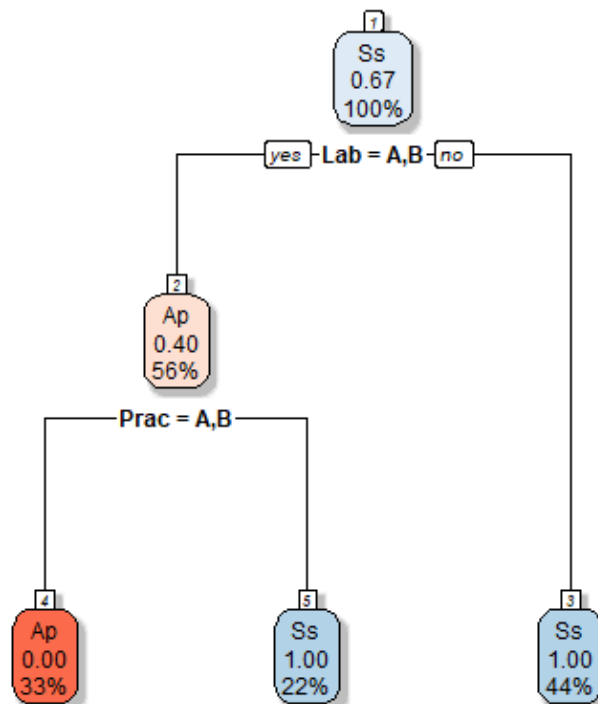 1
Ss
0.67
100%
yes Lab = A,B no
2
Ap
0.40
56%
Prac = A,B
4
Ap
0.00
33%
5
Ss
1.00
22%
3
Ss
1.00
44%